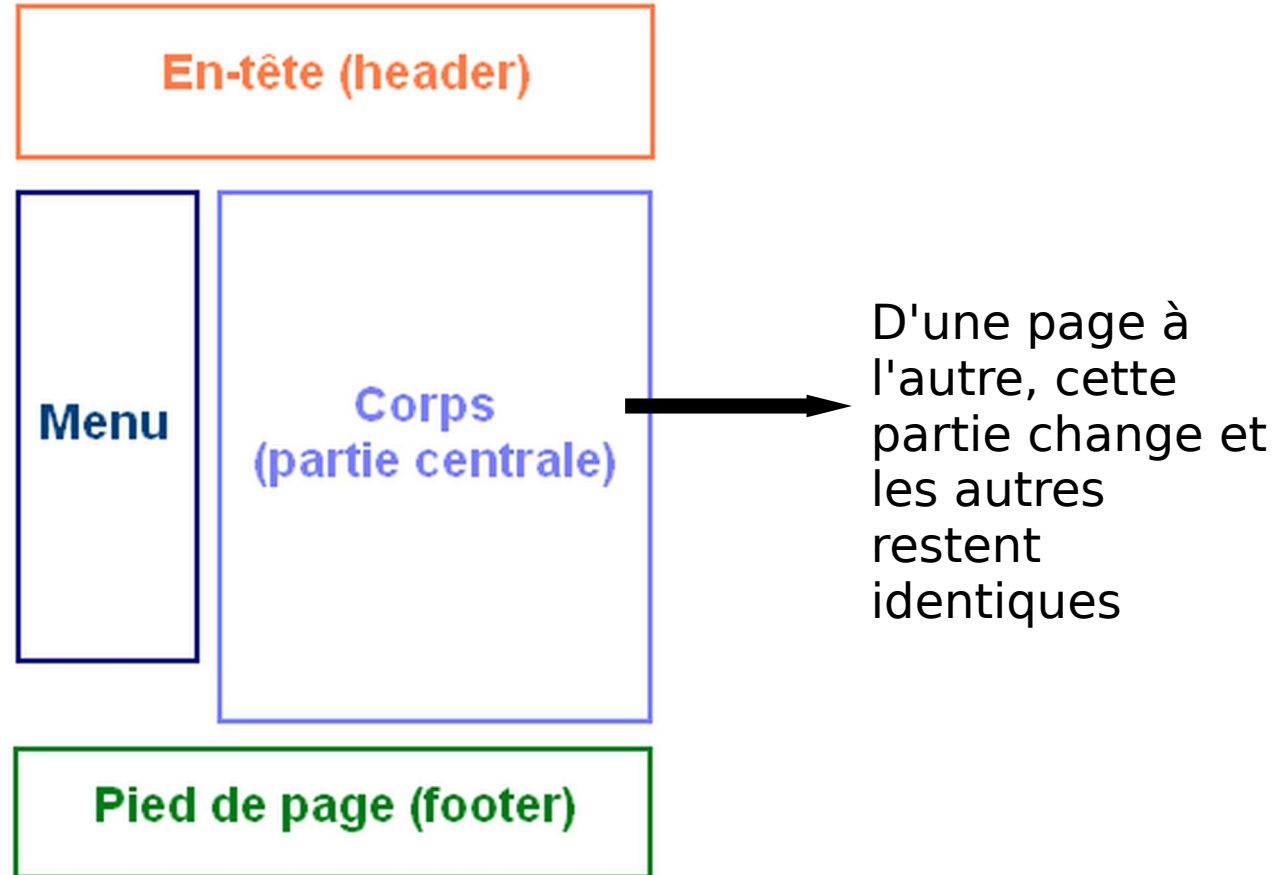 En-tête (header)
Menu
Corps
(partie centrale)
D'une page à
l'autre, cette
partie change et
les autres
restent
identiques
Pied de page (footer)